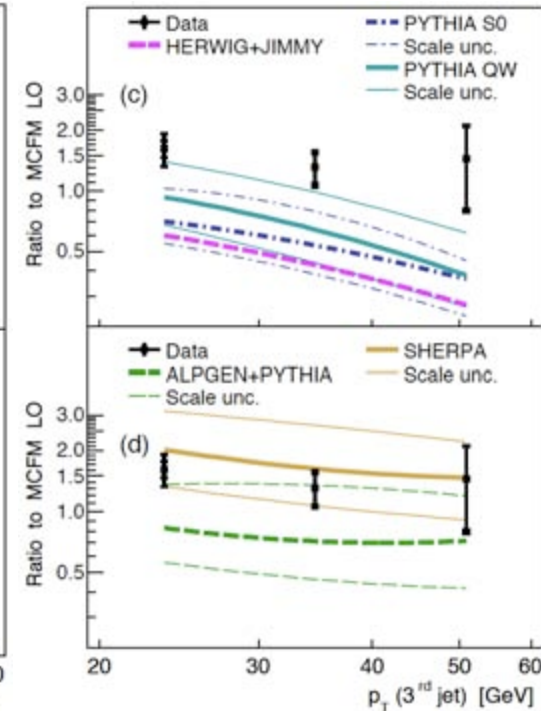 Data
HERWIG+JIMMY
PYTHIA S0
Scale unc.
PYTHIA QW
Scale unc.
(c)
Ratio to MCFM LO
3.0
2.0
1.5
1.0
0.5
Data
ALPGEN+PYTHIA
Scale unc.
SHERPA
Scale unc.
(d)
Ratio to MCFM LO
3.0
2.0
1.5
1.0
0.5
0
20 30 40 50 60
p_T (3rd jet) [GeV]